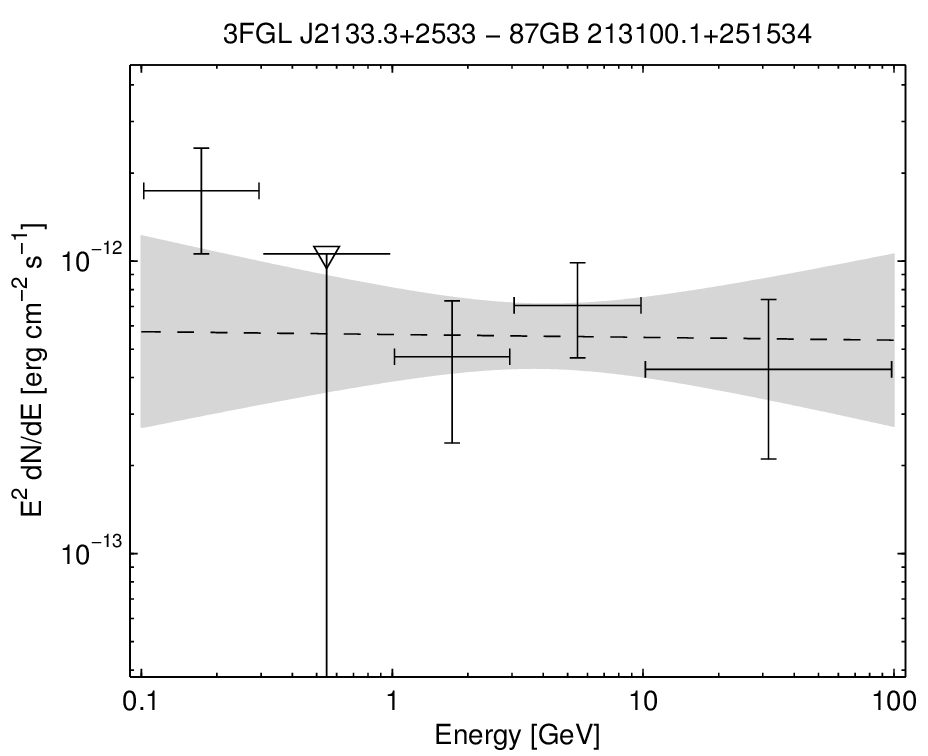 3FGL J2133.3+2533 − 87GB 213100.1+251534
E² dN/dE [erg cm⁻² s⁻¹]
10⁻¹²
10⁻¹³
0.1 1 10 100
Energy [GeV]